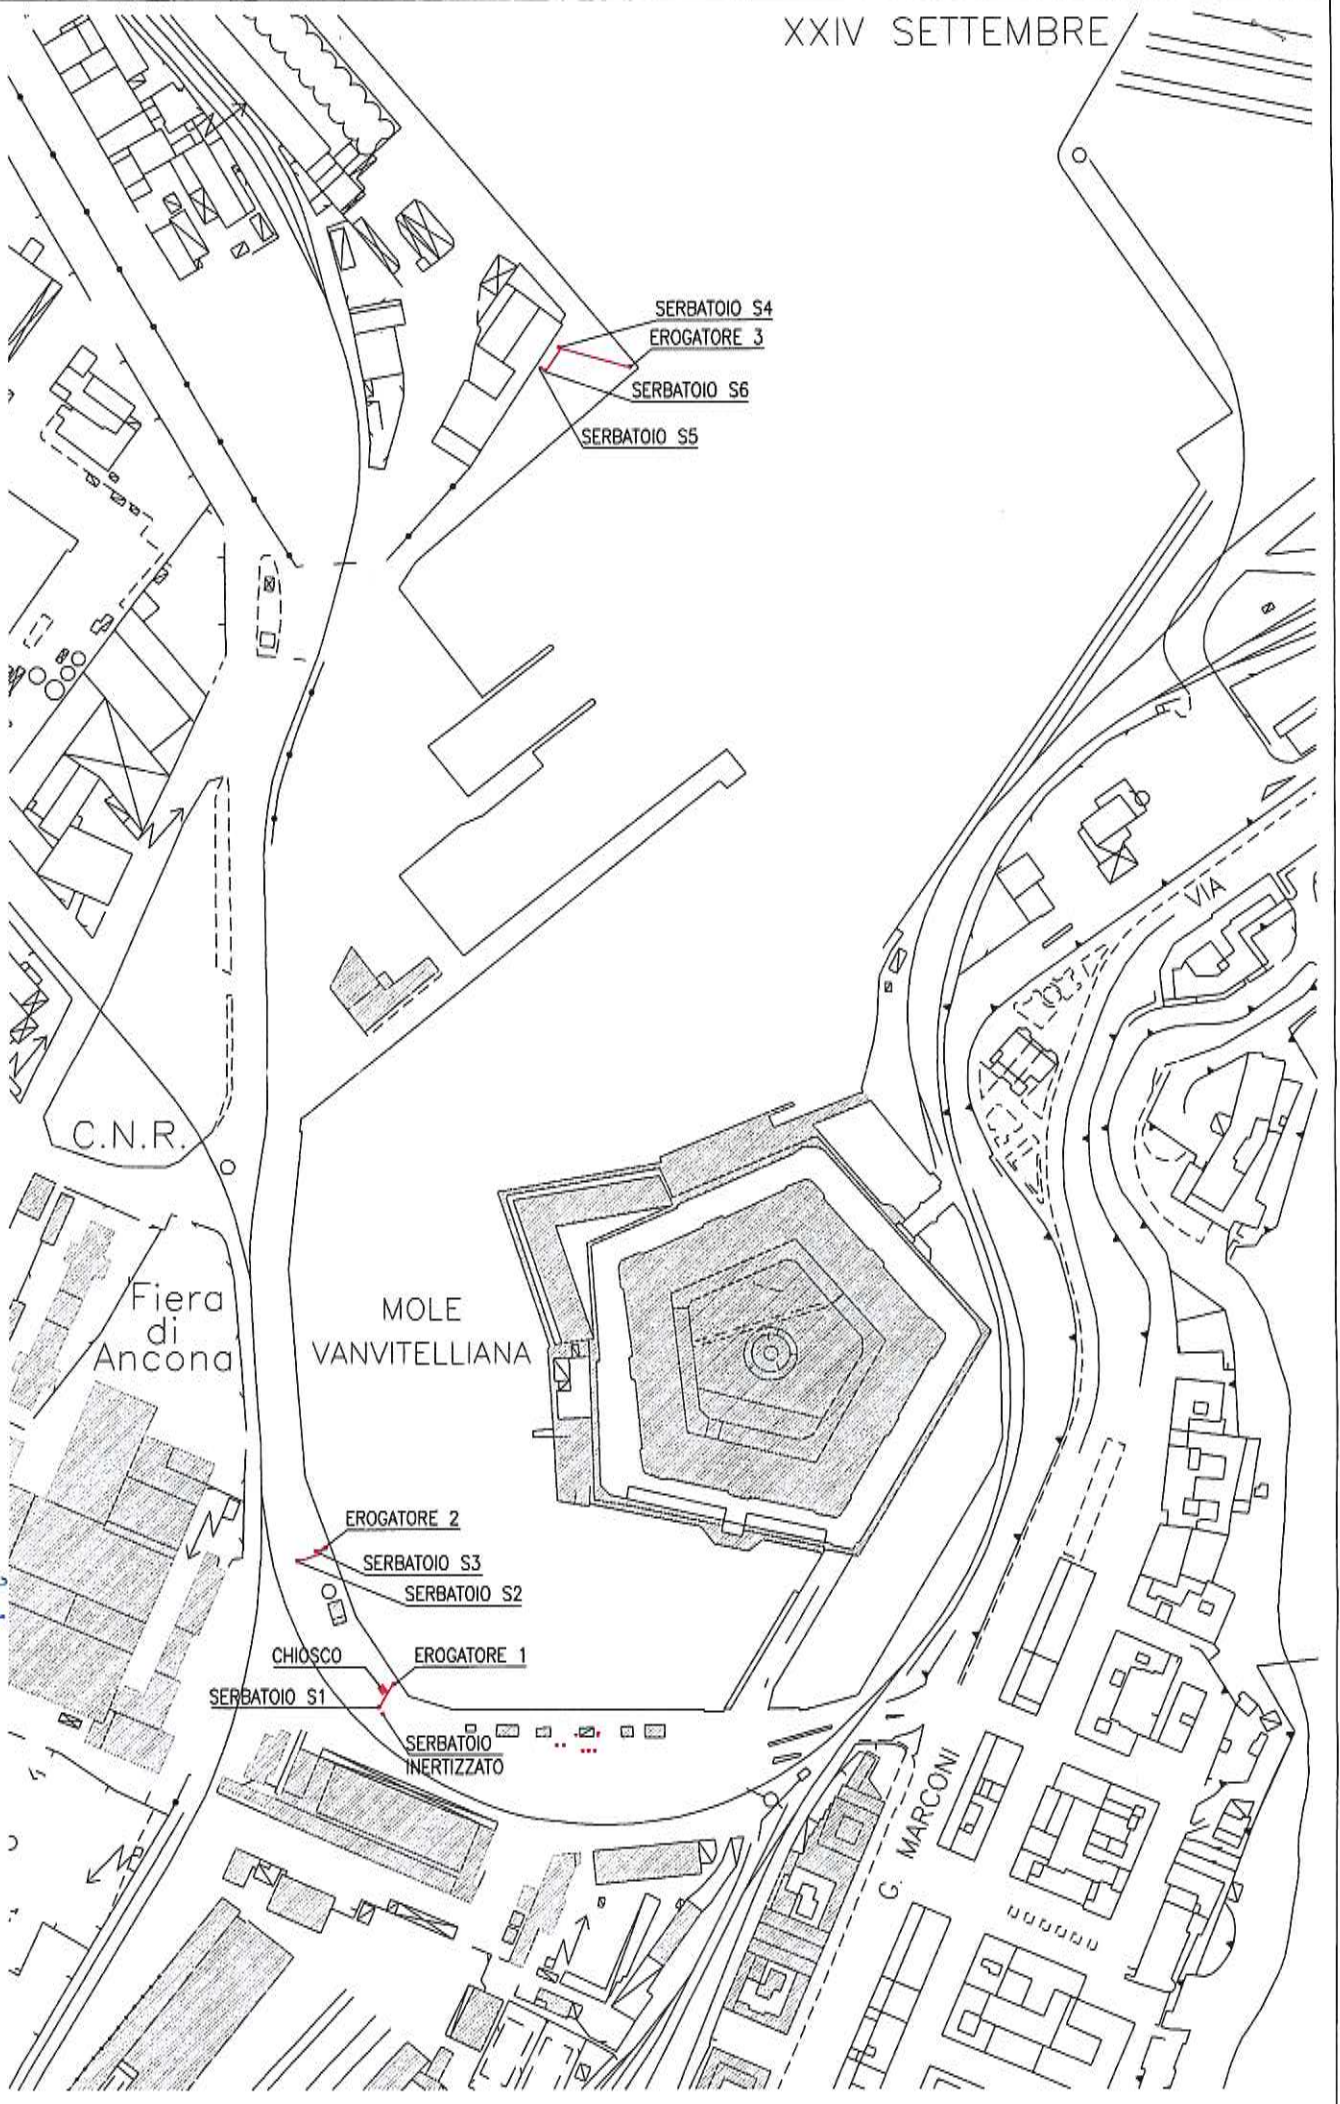 XXIV SETTEMBRE
SERBATOIO S4
EROGATORE 3
SERBATOIO S6
SERBATOIO S5
VIA
C.N.R.
Fiera
di
Ancona
MOLE
VANVITELLIANA
EROGATORE 2
SERBATOIO S3
SERBATOIO S2
CHIOSCO
EROGATORE 1
SERBATOIO S1
SERBATOIO
INERTIZZATO
G. MARCONI